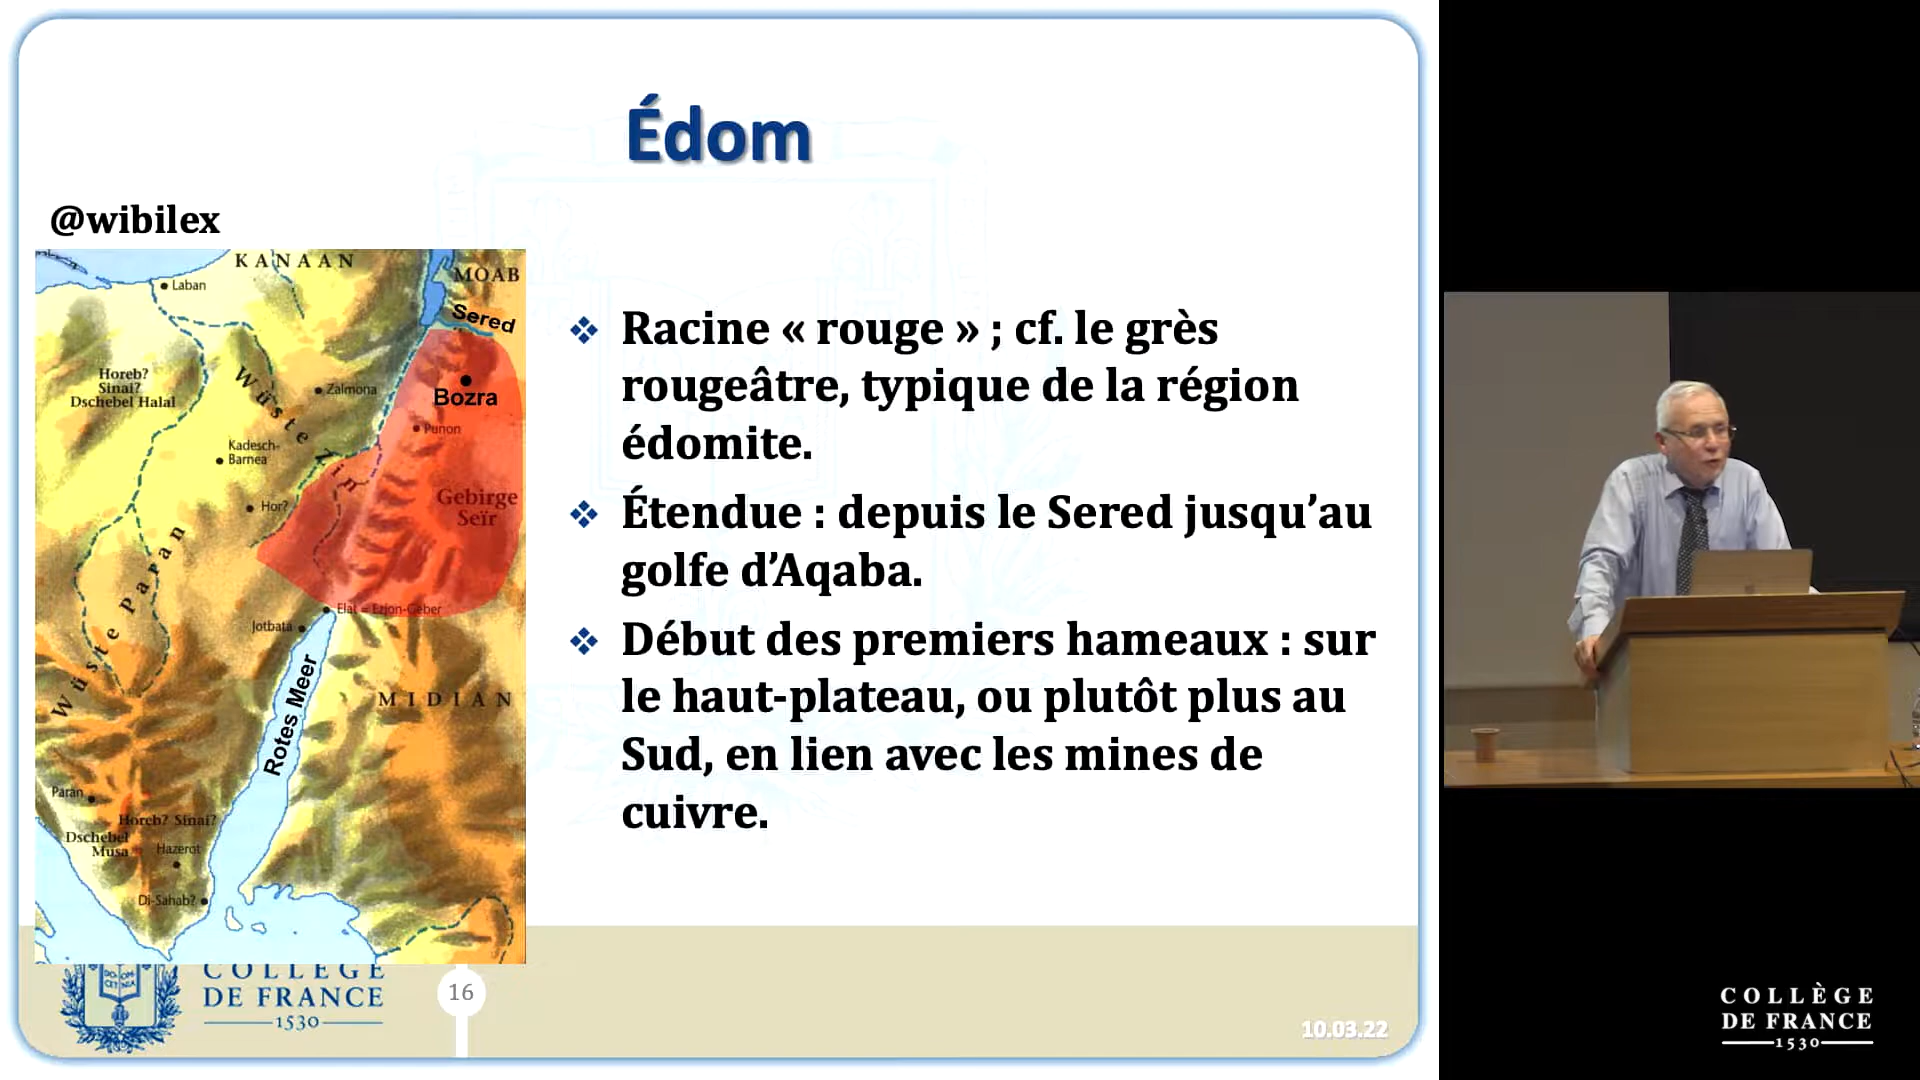 Édom
@wibilex
KANAAN
MOAB
Laban
Sered
Horeb?
Sinai?
Dschebel Halal
Wüste Zin
Zalmona
Bozra
Punon
Kadesch-
Barnea
Hor?
Gebirge
Seïr
Wüste Paran
Elat = Ezjon-Geber
Jotbata
Rotes Meer
MIDIAN
Paran
Horeb? Sinai?
Dschebel
Musa
Hazerot
Di-Sahab?
❖ Racine « rouge » ; cf. le grès
rougeâtre, typique de la région
édomite.
❖ Étendue : depuis le Sered jusqu’au
golfe d’Aqaba.
❖ Début des premiers hameaux : sur
le haut-plateau, ou plutôt plus au
Sud, en lien avec les mines de
cuivre.
COLLÈGE
DE FRANCE
1530
16
10.03.22
COLLÈGE
DE FRANCE
1530